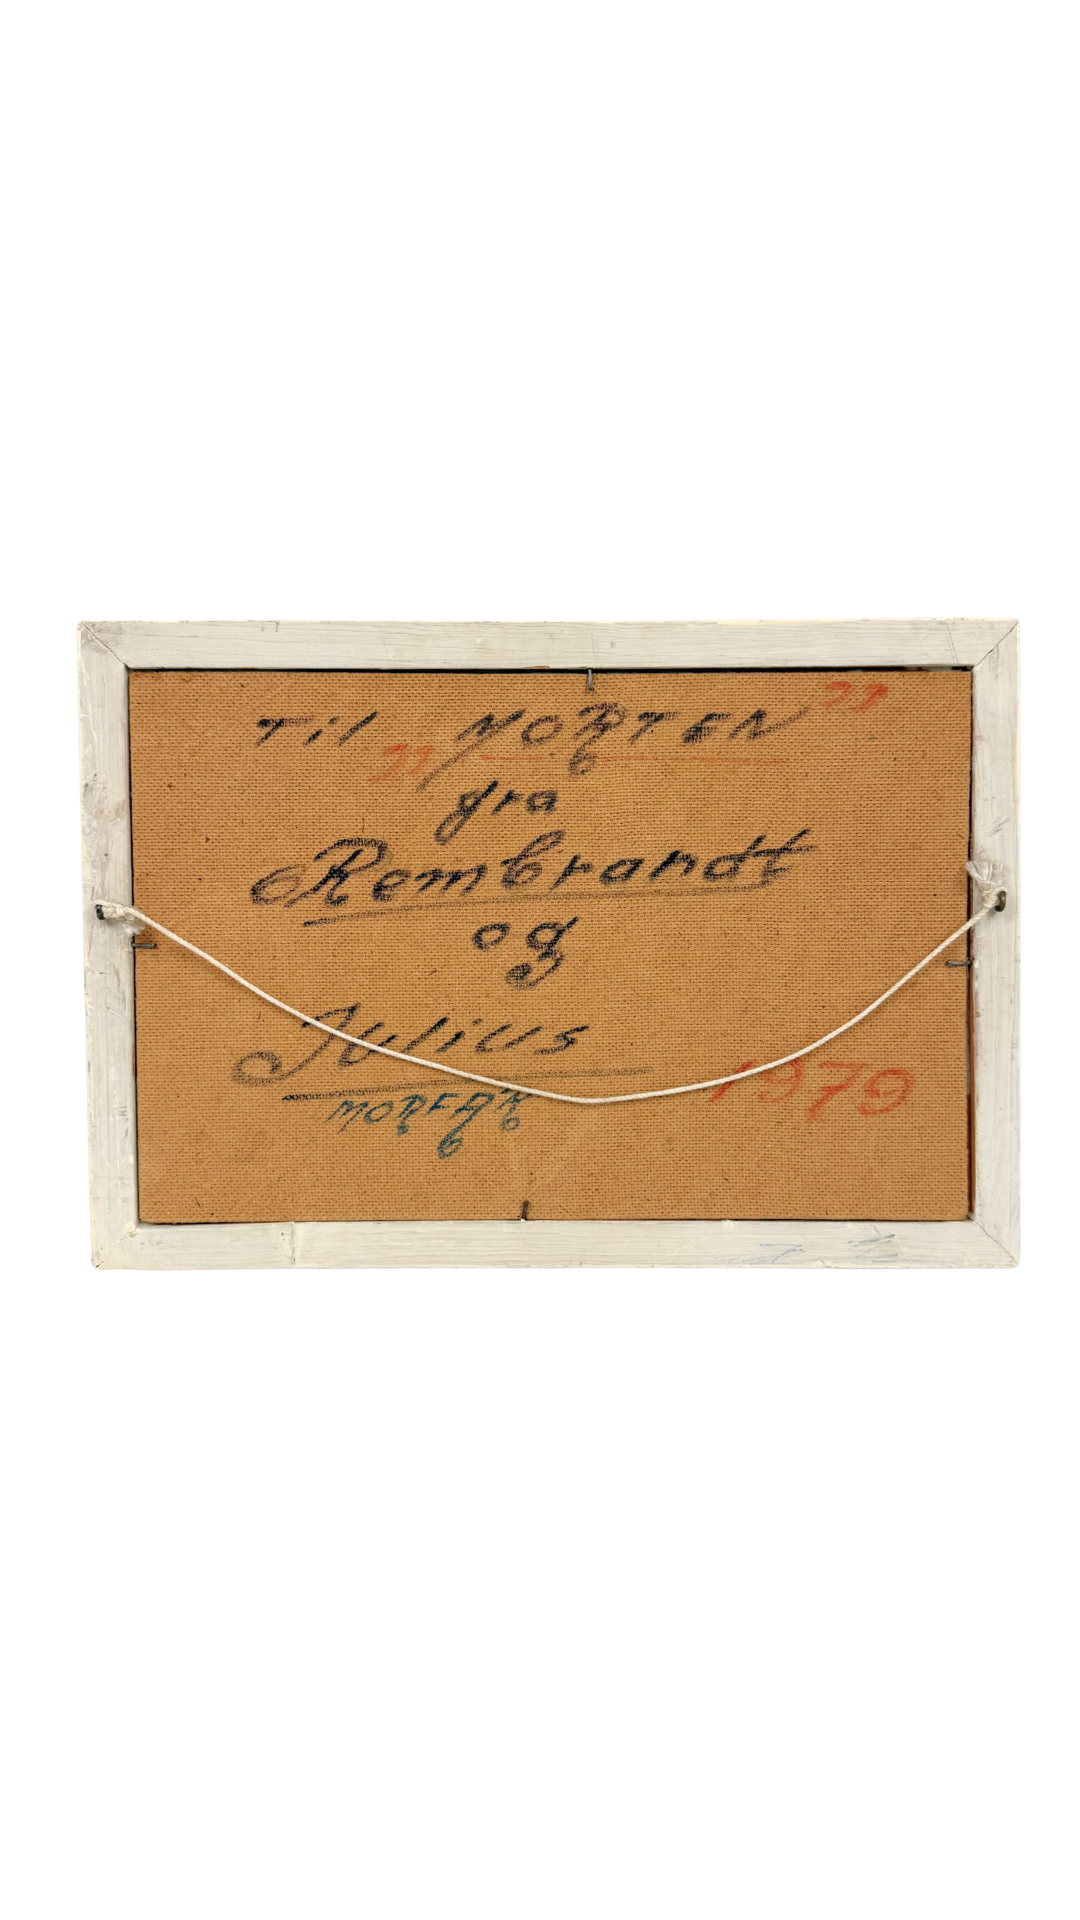 Til "MORTEN"
fra
Rembrandt
og
Julius
MORFAR
1979